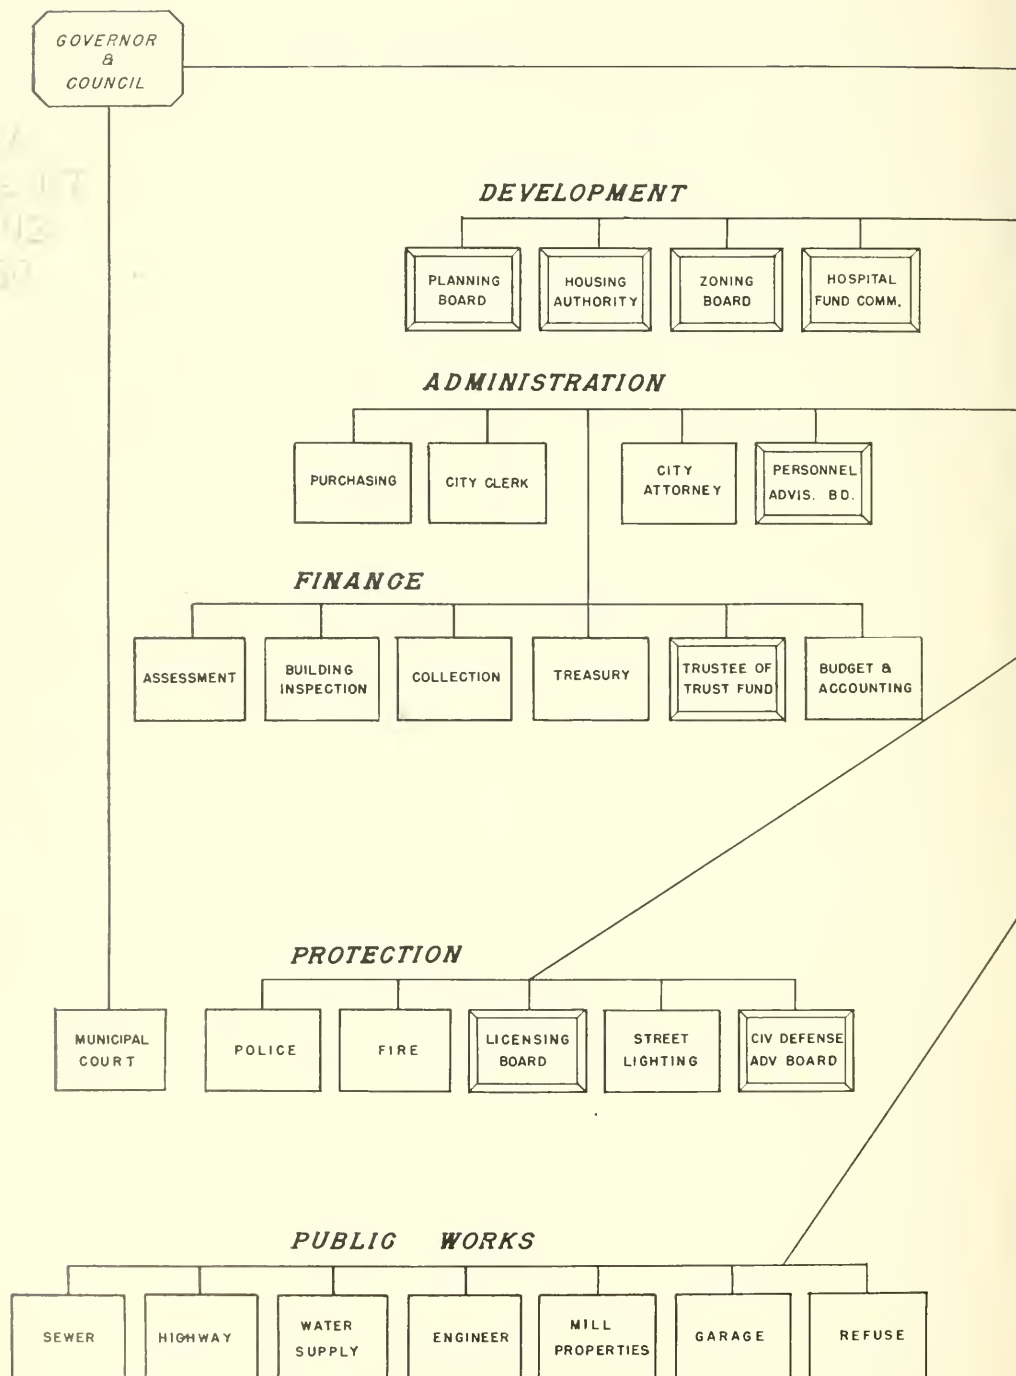 GOVERNOR
&
COUNCIL
DEVELOPMENT
PLANNING
BOARD
HOUSING
AUTHORITY
ZONING
BOARD
HOSPITAL
FUND COMM.
ADMINISTRATION
PURCHASING
CITY CLERK
CITY
ATTORNEY
PERSONNEL
ADVIS. BD.
FINANCE
ASSESSMENT
BUILDING
INSPECTION
COLLECTION
TREASURY
TRUSTEE OF
TRUST FUND
BUDGET &
ACCOUNTING
PROTECTION
MUNICIPAL
COURT
POLICE
FIRE
LICENSING
BOARD
STREET
LIGHTING
CIV DEFENSE
ADV BOARD
PUBLIC WORKS
SEWER
HIGHWAY
WATER
SUPPLY
ENGINEER
MILL
PROPERTIES
GARAGE
REFUSE